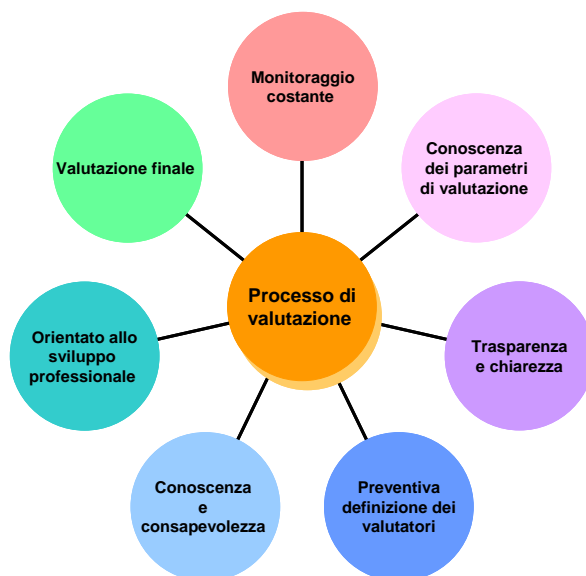 Monitoraggio
costante
Conoscenza
dei parametri
di valutazione
Valutazione finale
Processo di
valutazione
Orientato allo
sviluppo
professionale
Trasparenza
e chiarezza
Conoscenza
e
consapevolezza
Preventiva
definizione dei
valutatori